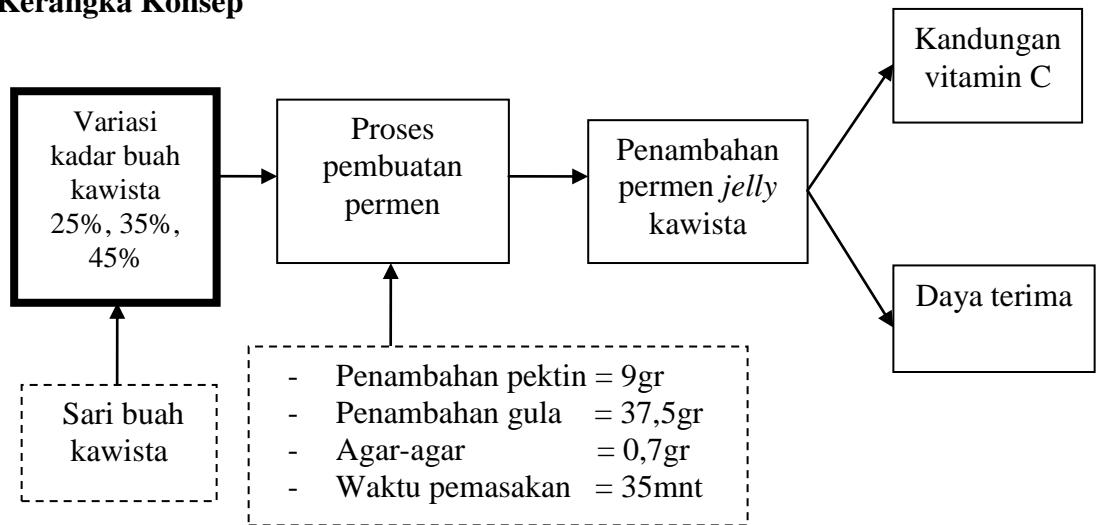 Kerangka Konsep
Variasi
kadar buah
kawista
25%, 35%,
45%
Proses
pembuatan
permen
Penambahan
permen jelly
kawista
Kandungan
vitamin C
Daya terima
Sari buah
kawista
- Penambahan pektin = 9gr
- Penambahan gula = 37,5gr
- Agar-agar = 0,7gr
- Waktu pemasakan = 35mnt